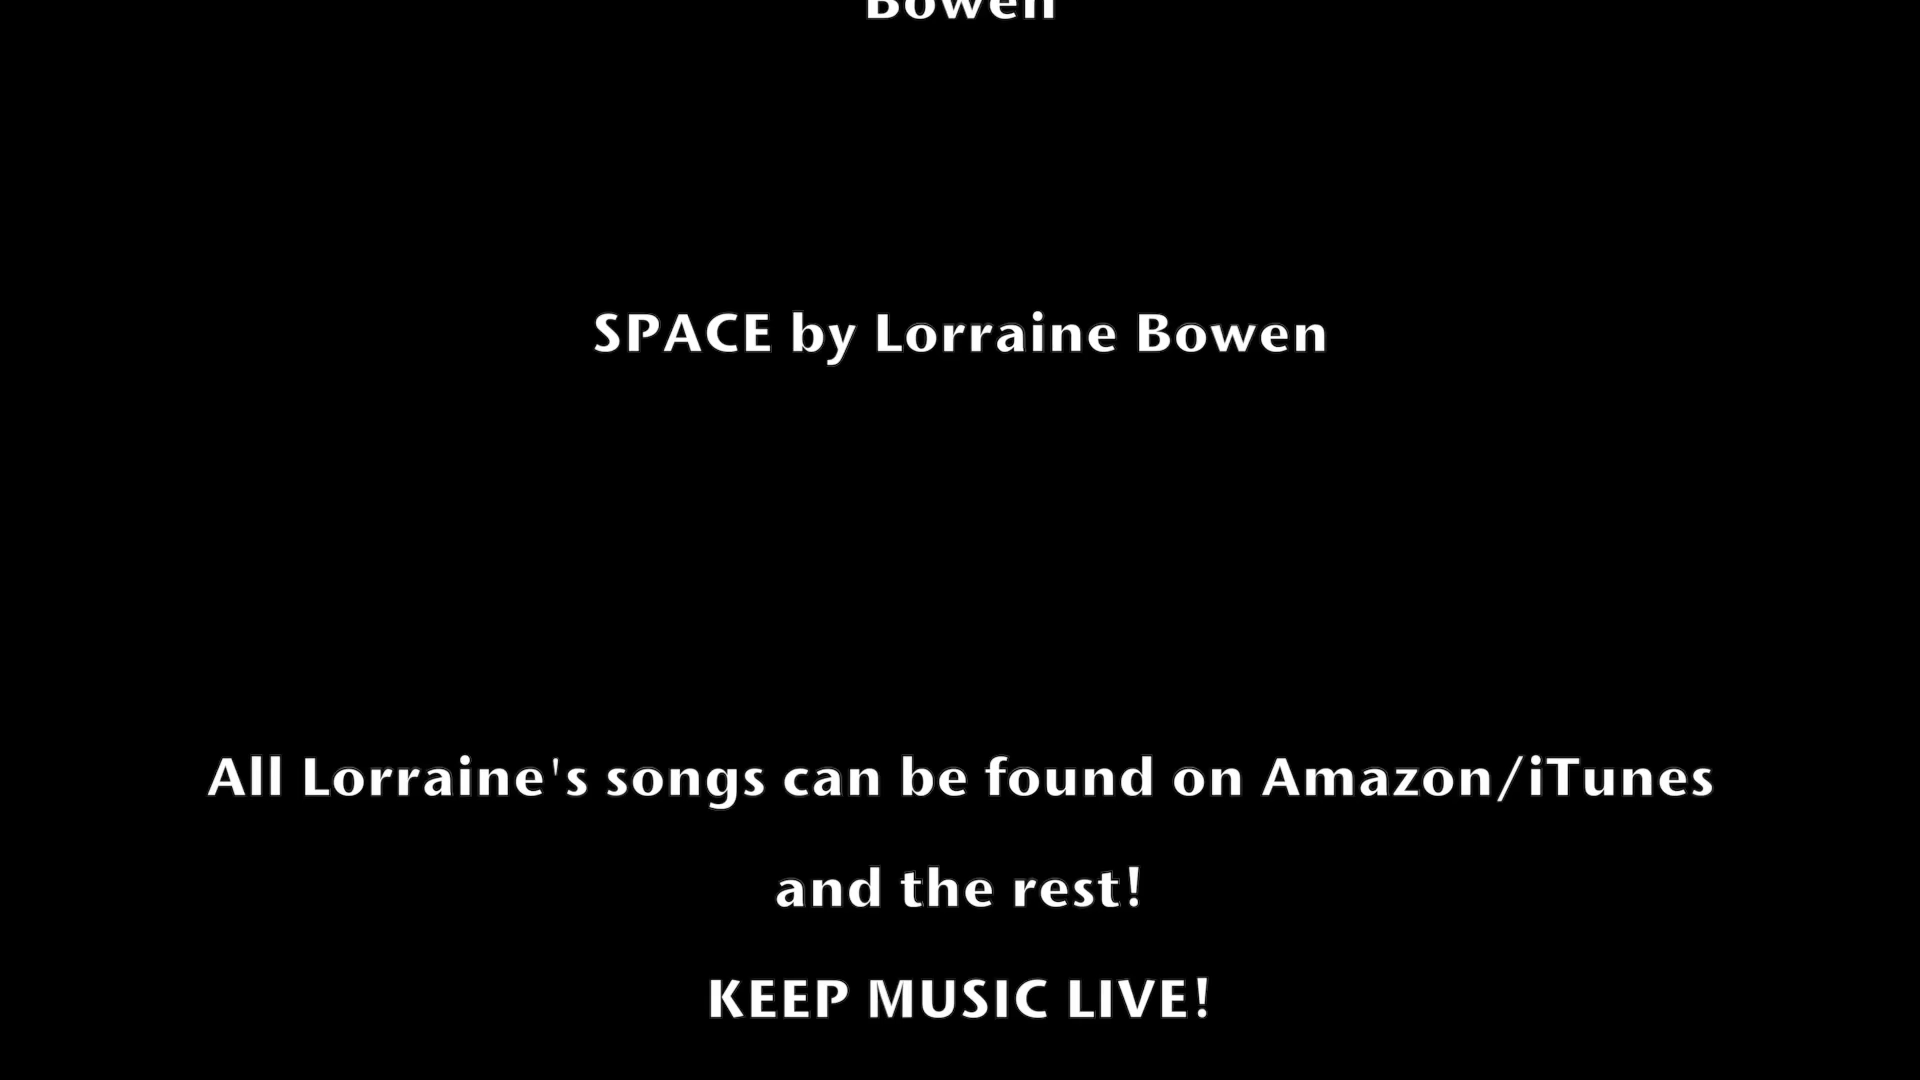 Bowen
SPACE by Lorraine Bowen
All Lorraine's songs can be found on Amazon/iTunes
and the rest!
KEEP MUSIC LIVE!